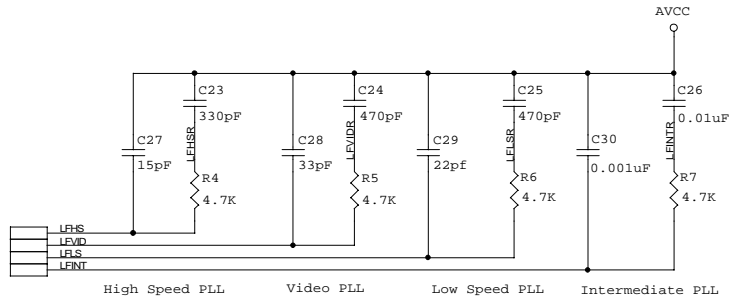 AVCC
C23
330pF
C24
470pF
C25
470pF
C26
0.01uF
C27
15pF
C28
33pF
C29
22pf
C30
0.001uF
LFHSR
LFVIDR
LFLSR
LFINTR
R4
4.7K
R5
4.7K
R6
4.7K
R7
4.7K
LFHS
LFVID
LFLS
LFINT
High Speed PLL
Video PLL
Low Speed PLL
Intermediate PLL